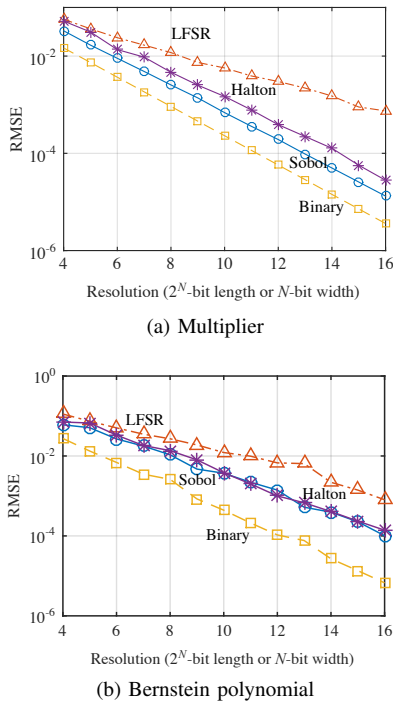 10^-2
LFSR
Halton
RMSE
10^-4
Sobol
Binary
10^-6
4 6 8 10 12 14 16
Resolution (2^N-bit length or N-bit width)
(a) Multiplier
10^0
LFSR
10^-2
Sobol
Halton
RMSE
10^-4
Binary
10^-6
4 6 8 10 12 14 16
Resolution (2^N-bit length or N-bit width)
(b) Bernstein polynomial